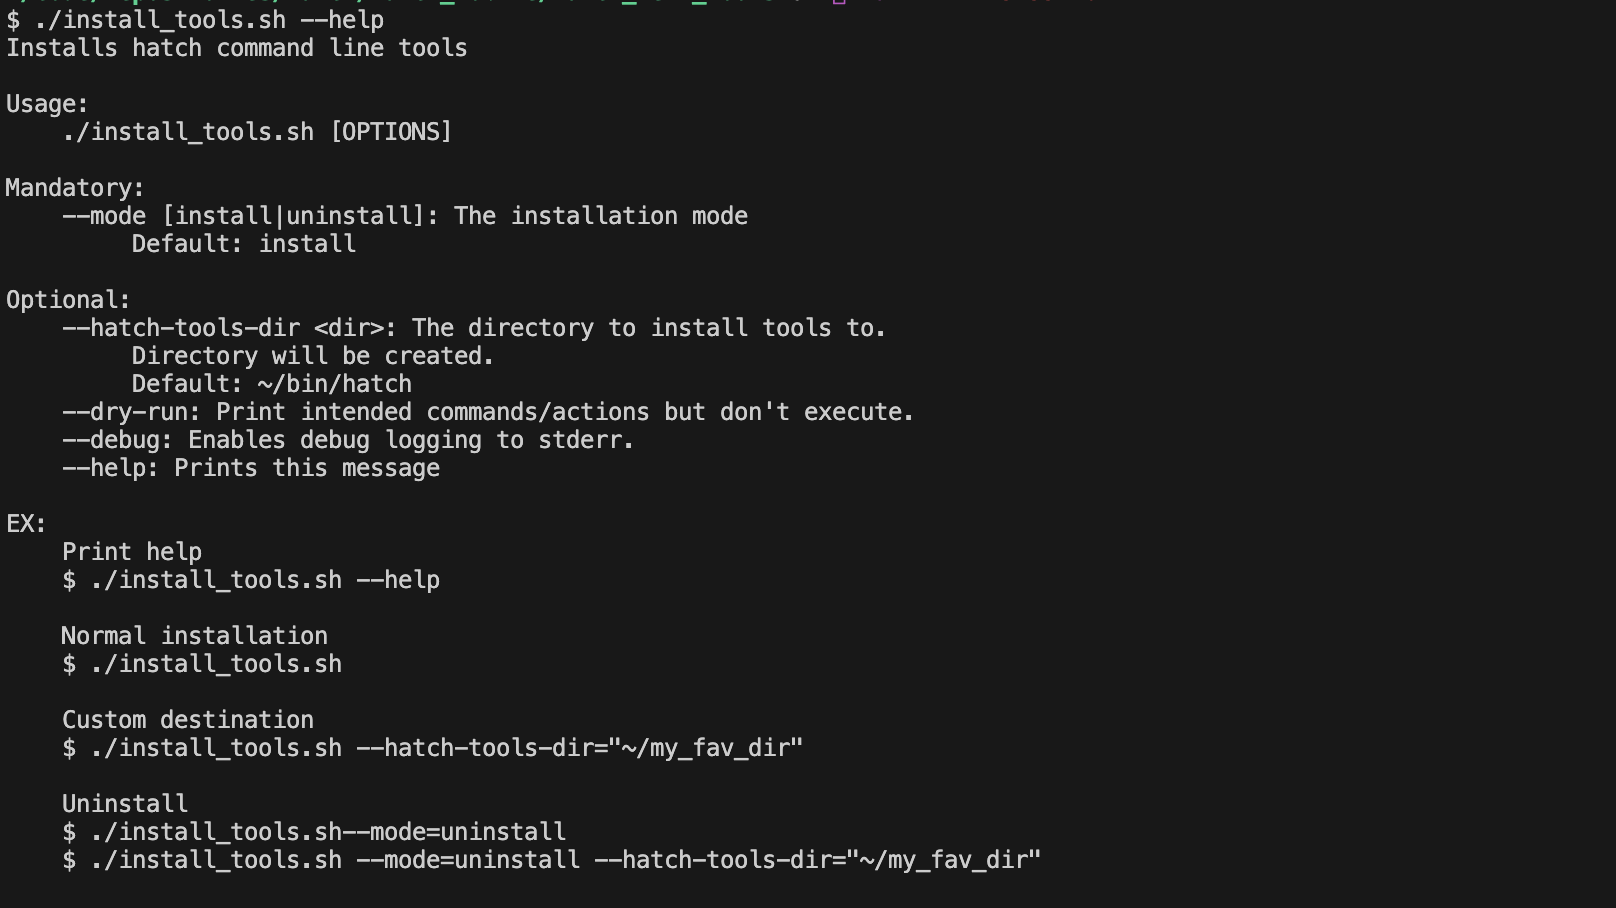 $ ./install_tools.sh --help
Installs hatch command line tools

Usage:
    ./install_tools.sh [OPTIONS]

Mandatory:
    --mode [install|uninstall]: The installation mode
         Default: install

Optional:
    --hatch-tools-dir <dir>: The directory to install tools to.
         Directory will be created.
         Default: ~/bin/hatch
    --dry-run: Print intended commands/actions but don't execute.
    --debug: Enables debug logging to stderr.
    --help: Prints this message

EX:
    Print help
    $ ./install_tools.sh --help

    Normal installation
    $ ./install_tools.sh

    Custom destination
    $ ./install_tools.sh --hatch-tools-dir="~/my_fav_dir"

    Uninstall
    $ ./install_tools.sh--mode=uninstall
    $ ./install_tools.sh --mode=uninstall --hatch-tools-dir="~/my_fav_dir"